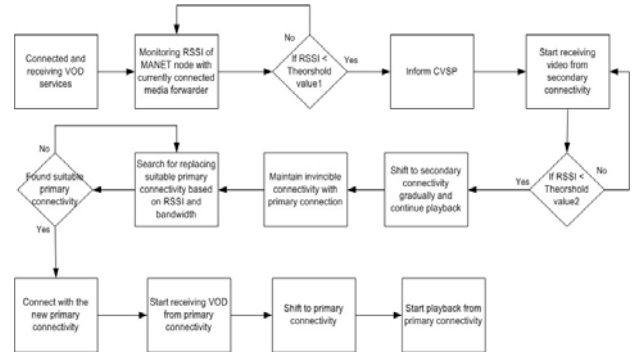 No
Connected and
receiving VOD
services
Monitoring RSSI of
MANET node with
currently connected
media forwarder
If RSSI <
Theorshold
value1
Yes
Inform CVSP
Start receiving
video from
secondary
connectivity
No
Found suitable
primary
connectivity
Search for replacing
suitable primary
connectivity based
on RSSI and
bandwidth
Maintain invincible
connectivity with
primary connection
Shift to secondary
connectivity
gradually and
continue playback
Yes
If RSSI <
Theorshold
value2
No
Yes
Connect with the
new primary
connectivity
Start receiving VOD
from primary
connectivity
Shift to primary
connectivity
Start playback from
primary connectivity